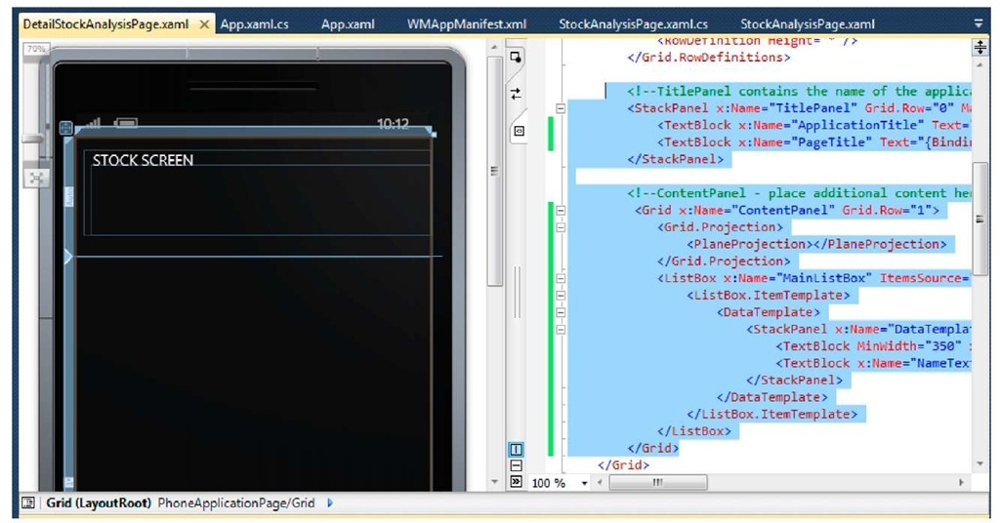 DetailStockAnalysisPage.xaml App.xaml.cs App.xaml WMAppManifest.xml StockAnalysisPage.xaml.cs StockAnalysisPage.xaml
70%
10:12
STOCK SCREEN
<RowDefinition Height="*" />
</Grid.RowDefinitions>
<!--TitlePanel contains the name of the applica
<StackPanel x:Name="TitlePanel" Grid.Row="0" Ma
<TextBlock x:Name="ApplicationTitle" Text="
<TextBlock x:Name="PageTitle" Text="{Bindin
</StackPanel>
<!--ContentPanel - place additional content her
<Grid x:Name="ContentPanel" Grid.Row="1">
<Grid.Projection>
<PlaneProjection></PlaneProjection>
</Grid.Projection>
<ListBox x:Name="MainListBox" ItemsSource=
<ListBox.ItemTemplate>
<DataTemplate>
<StackPanel x:Name="DataTempla
<TextBlock MinWidth="350"
<TextBlock x:Name="NameTex
</StackPanel>
</DataTemplate>
</ListBox.ItemTemplate>
</ListBox>
</Grid>
</Grid>
100 %
Grid (LayoutRoot) PhoneApplicationPage/Grid